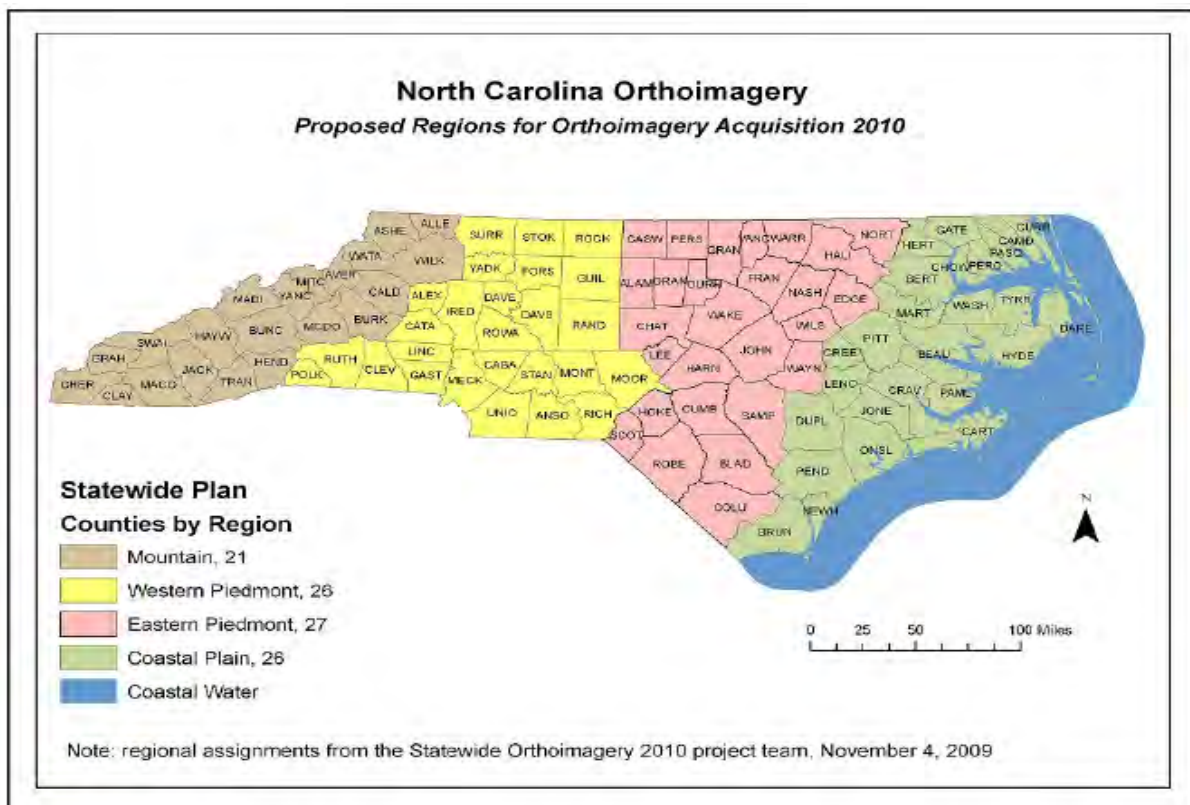 North Carolina Orthoimagery
Proposed Regions for Orthoimagery Acquisition 2010
ASHE
ALLE
SURR
STOK
ROCK
CASW
PERS
GRAN
VANC
WARR
NORT
HERT
GATE
CURR
CAMD
PASQ
WATA
WILK
YADK
FORS
GUIL
ALAM
ORAN
DURH
FRAN
HALI
BERT
CHOW
PERQ
MITC
AVER
CALD
ALEX
IRED
DAVE
DAVS
NASH
EDGE
MART
WASH
TYRR
DARE
MADI
YANC
BURK
CATA
ROWA
RAND
CHAT
WAKE
WILS
PITT
BEAU
HYDE
SWAI
HAYW
BUNC
MCDO
LINC
LEE
JOHN
WAYN
GREE
GRAH
JACK
HEND
RUTH
CLEV
GAST
MECK
CABA
STAN
MONT
MOOR
HARN
LENO
CRAV
PAME
CHER
CLAY
MACO
TRAN
POLK
UNIO
ANSO
RICH
SCOT
HOKE
CUMB
SAMP
DUPL
JONE
CART
ROBE
BLAD
PEND
ONSL
COLU
BRUN
NEWH
Statewide Plan
Counties by Region
Mountain, 21
Western Piedmont, 26
Eastern Piedmont, 27
Coastal Plain, 26
Coastal Water
N
0 25 50 100 Miles
Note: regional assignments from the Statewide Orthoimagery 2010 project team, November 4, 2009